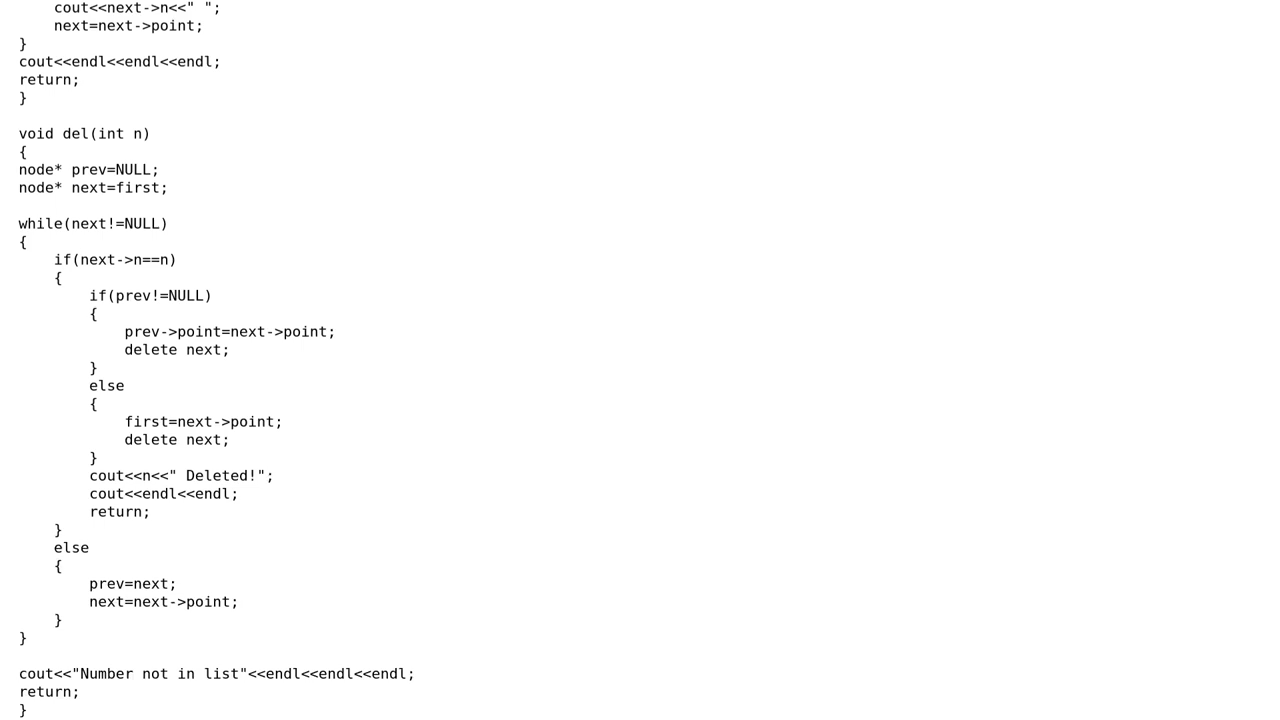 cout<<next->n<<" ";
    next=next->point;
}
cout<<endl<<endl<<endl;
return;
}

void del(int n)
{
node* prev=NULL;
node* next=first;

while(next!=NULL)
{
    if(next->n==n)
    {
        if(prev!=NULL)
        {
            prev->point=next->point;
            delete next;
        }
        else
        {
            first=next->point;
            delete next;
        }
        cout<<n<<" Deleted!";
        cout<<endl<<endl;
        return;
    }
    else
    {
        prev=next;
        next=next->point;
    }
}

cout<<"Number not in list"<<endl<<endl<<endl;
return;
}